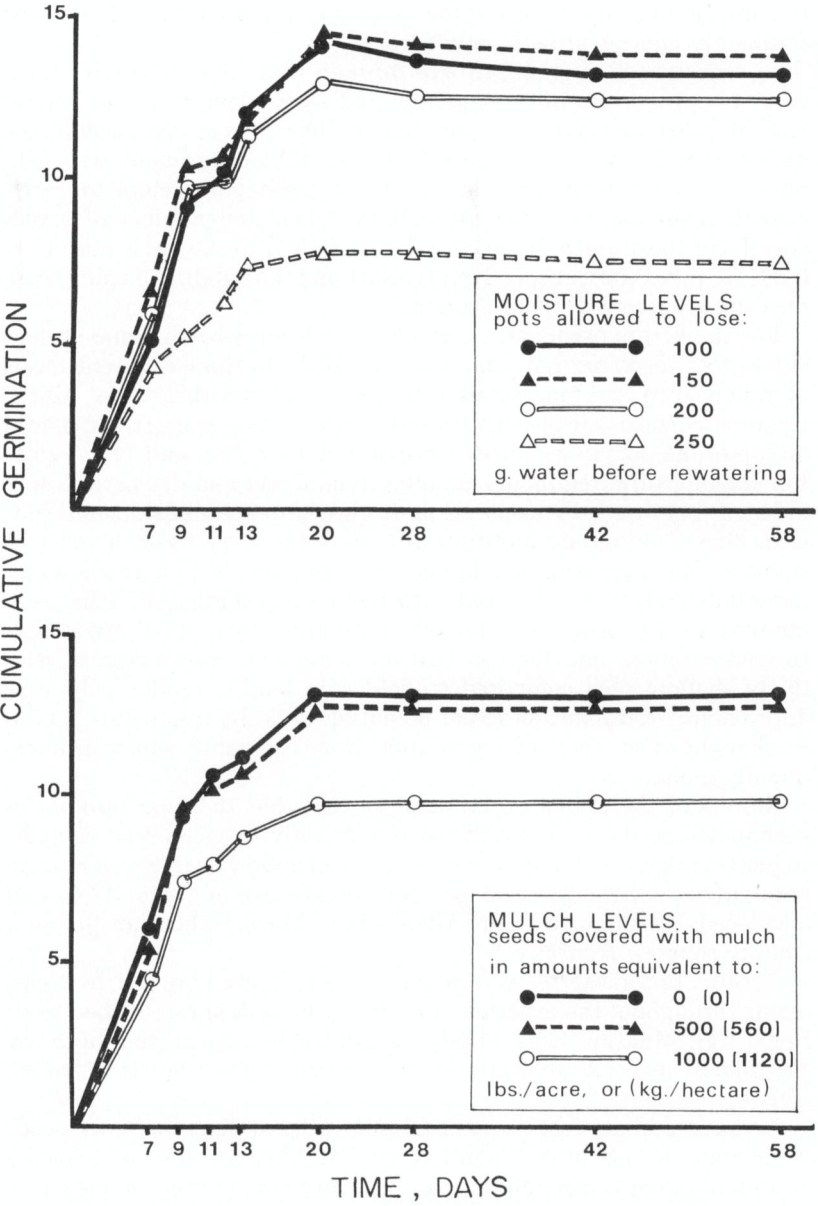 CUMULATIVE GERMINATION
15
10
5
MOISTURE LEVELS
pots allowed to lose:
100
150
200
250
g. water before rewatering
7 9 11 13 20 28 42 58
15
10
5
MULCH LEVELS
seeds covered with mulch
in amounts equivalent to:
0 (0)
500 (560)
1000 (1120)
lbs./acre, or (kg./hectare)
7 9 11 13 20 28 42 58
TIME, DAYS